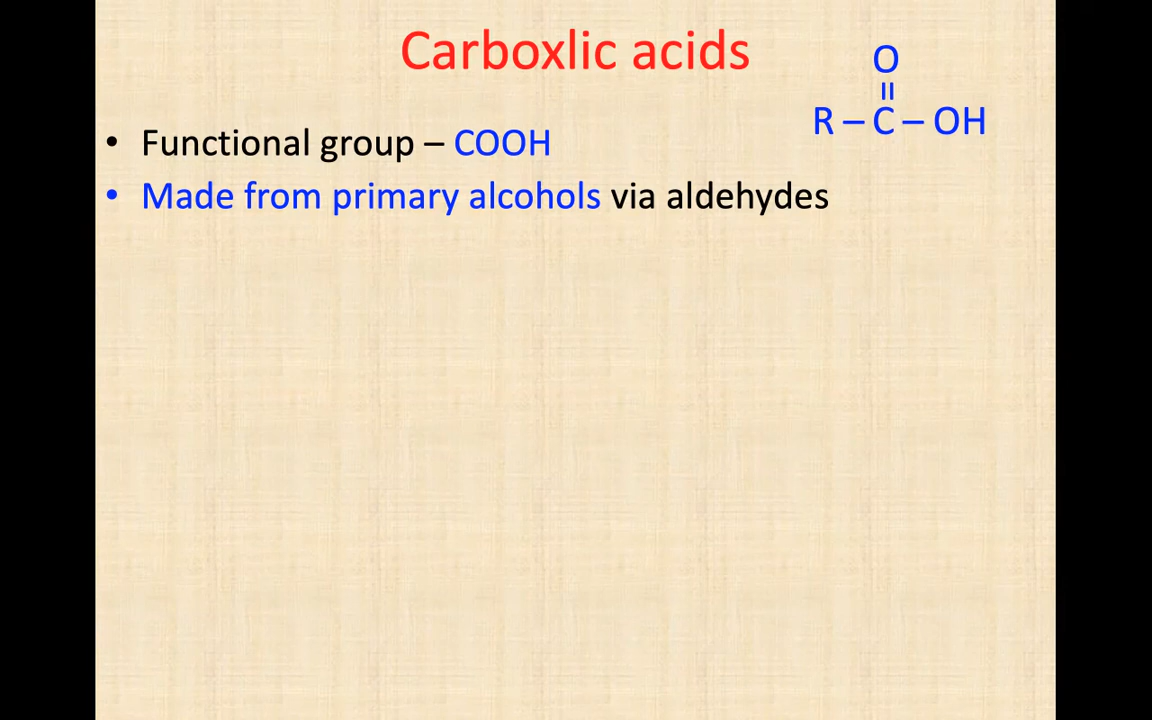 Carboxlic acids
O
=
R – C – OH
• Functional group – COOH
• Made from primary alcohols via aldehydes